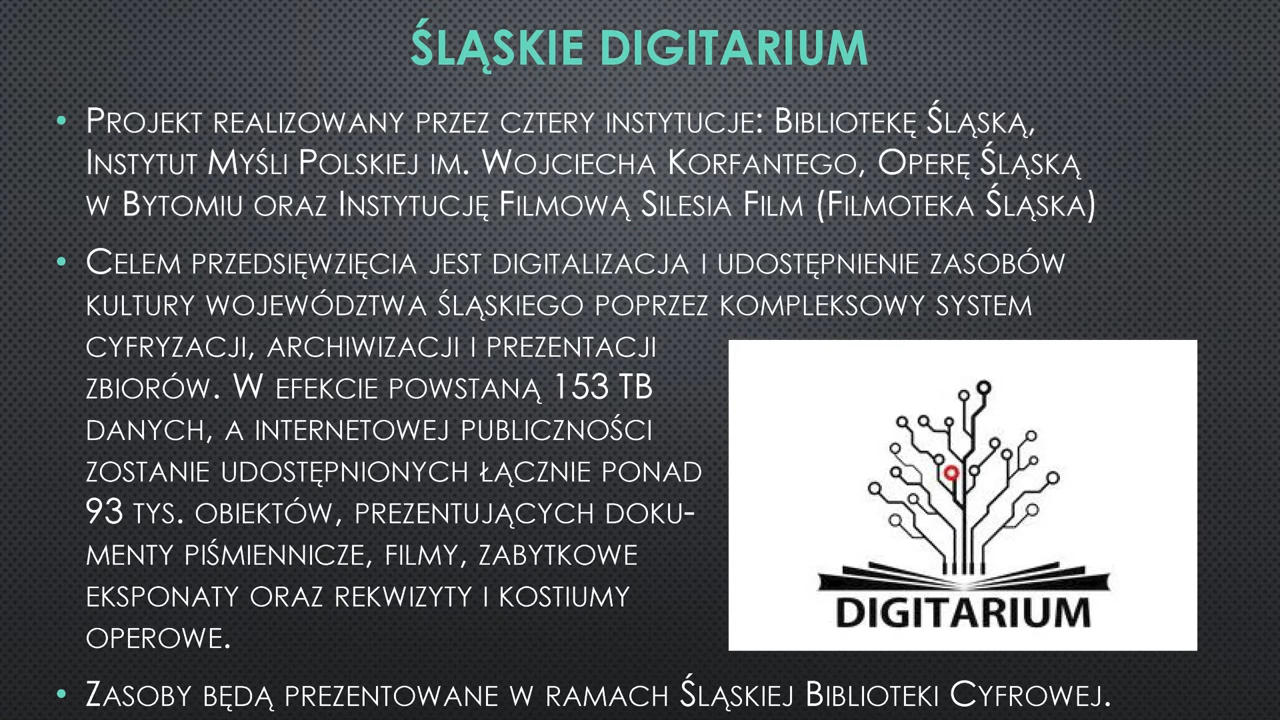 ŚLĄSKIE DIGITARIUM
• Projekt realizowany przez cztery instytucje: Bibliotekę Śląską,
Instytut Myśli Polskiej im. Wojciecha Korfantego, Operę Śląską
w Bytomiu oraz Instytucję Filmową Silesia Film (Filmoteka Śląska)
• Celem przedsięwzięcia jest digitalizacja i udostępnienie zasobów
kultury województwa śląskiego poprzez kompleksowy system
cyfryzacji, archiwizacji i prezentacji
zbiorów. W efekcie powstaną 153 TB
danych, a internetowej publiczności
zostanie udostępnionych łącznie ponad
93 tys. obiektów, prezentujących doku-
menty piśmiennicze, filmy, zabytkowe
eksponaty oraz rekwizyty i kostiumy
operowe.
DIGITARIUM
• Zasoby będą prezentowane w ramach Śląskiej Biblioteki Cyfrowej.